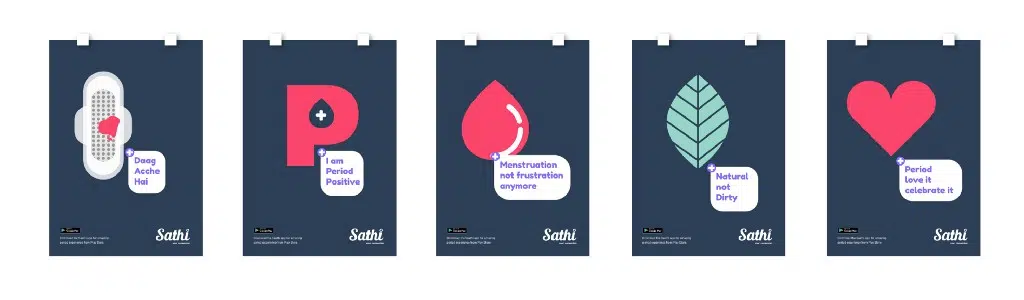 Daag
Acche
Hai
Sathi
P
I am
Period
Positive
Sathi
Menstruation
not frustration
anymore
Sathi
Natural
not
Dirty
Sathi
Period
love it
celebrate it
Sathi